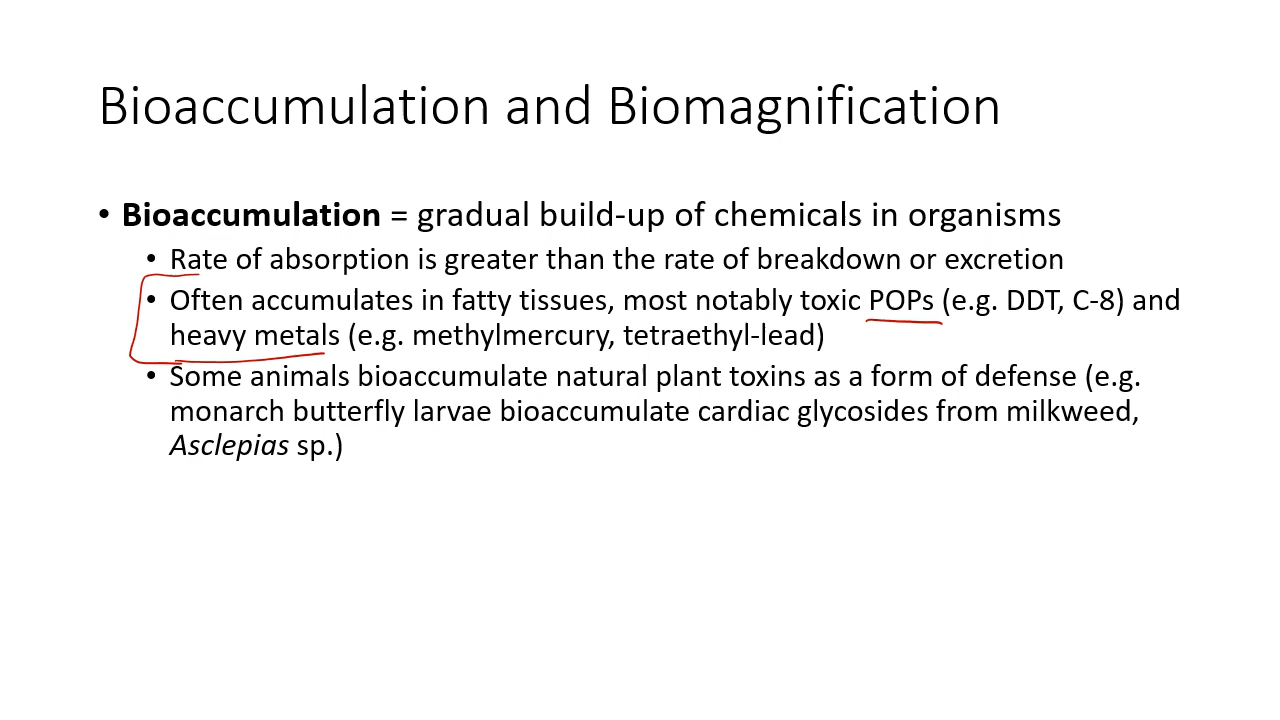 Bioaccumulation and Biomagnification
• Bioaccumulation = gradual build-up of chemicals in organisms
• Rate of absorption is greater than the rate of breakdown or excretion
• Often accumulates in fatty tissues, most notably toxic POPs (e.g. DDT, C-8) and
heavy metals (e.g. methylmercury, tetraethyl-lead)
• Some animals bioaccumulate natural plant toxins as a form of defense (e.g.
monarch butterfly larvae bioaccumulate cardiac glycosides from milkweed,
Asclepias sp.)